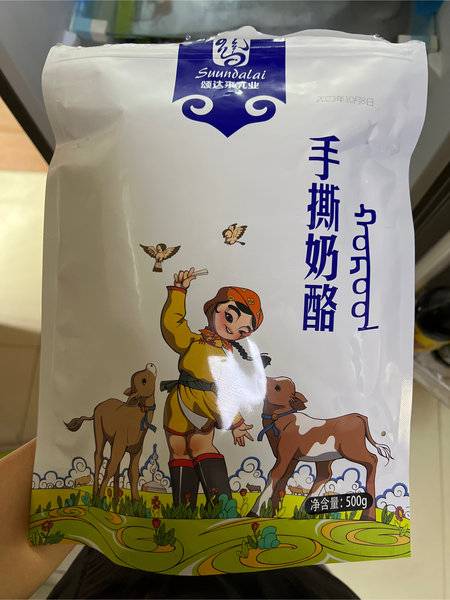 Suundalai
颂达来乳业
手撕奶酪
净含量：500g